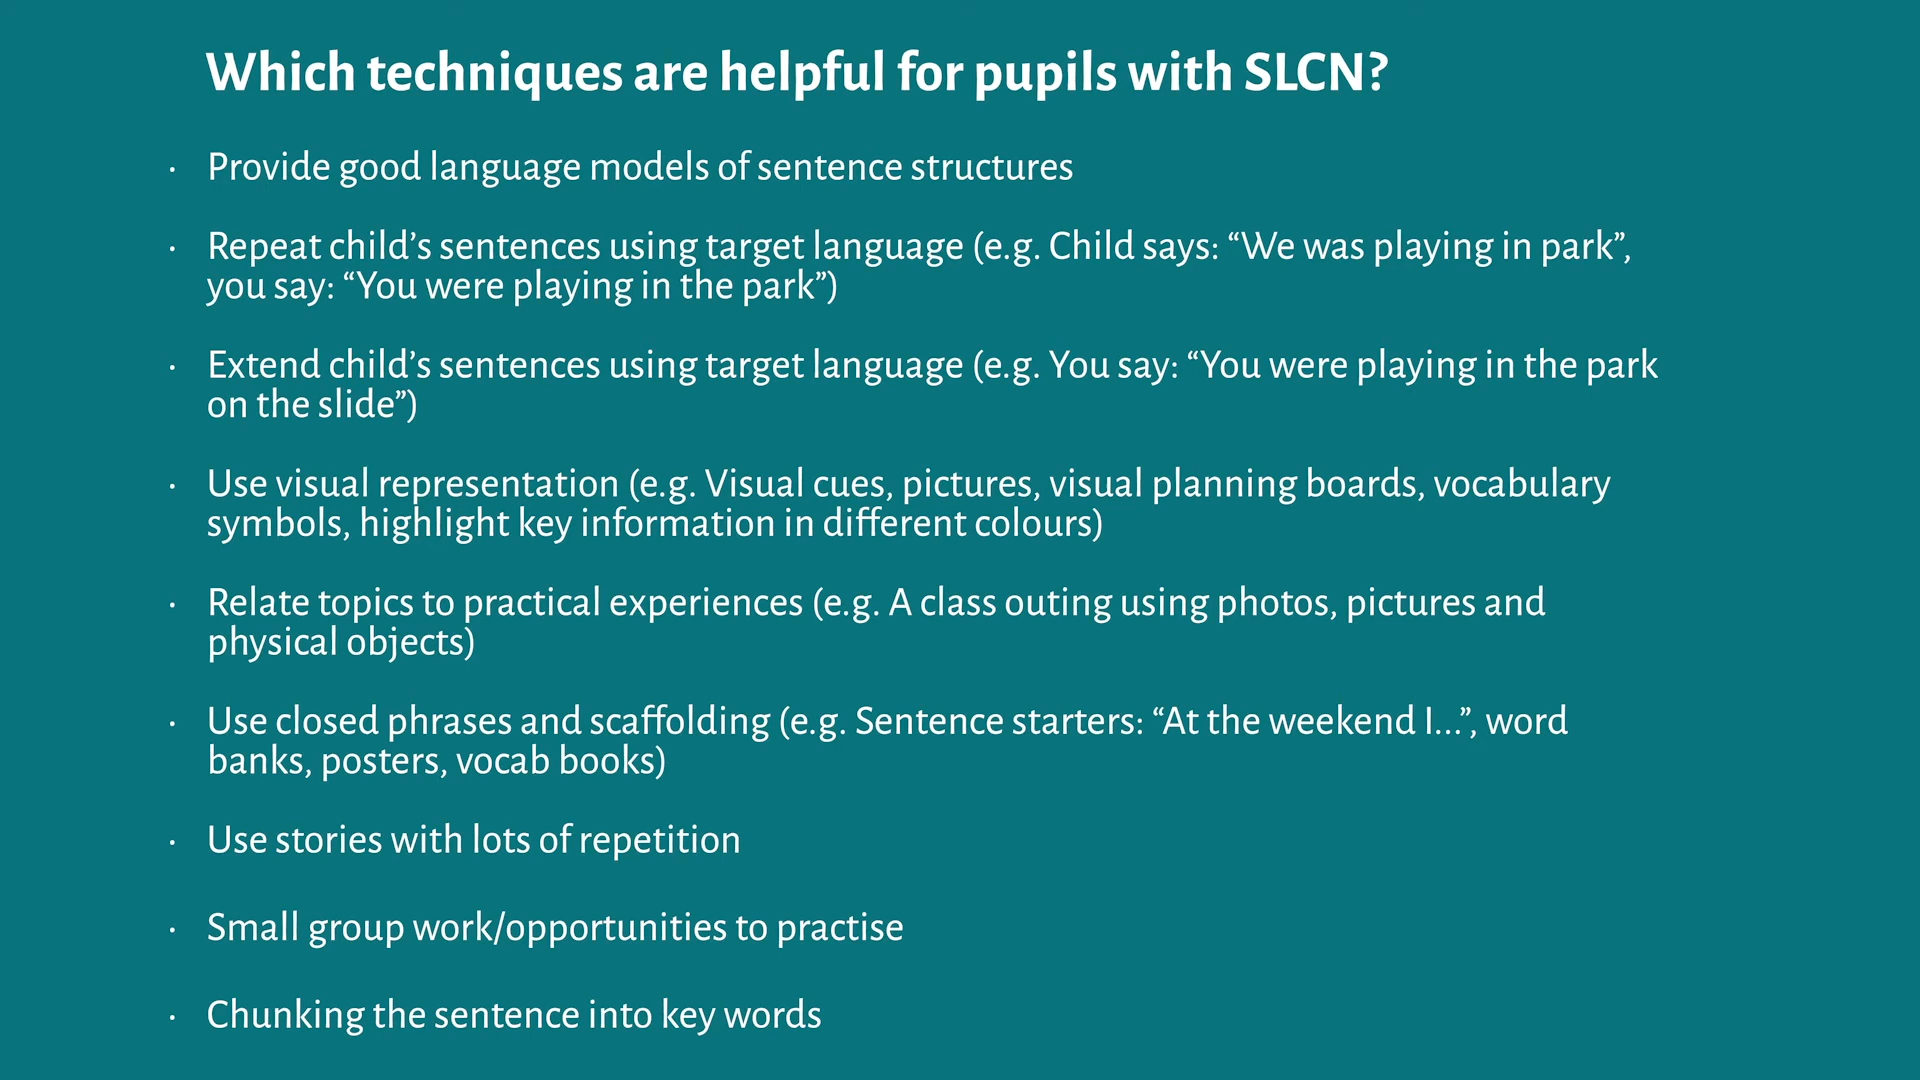 Which techniques are helpful for pupils with SLCN?
· Provide good language models of sentence structures
· Repeat child’s sentences using target language (e.g. Child says: “We was playing in park”,
you say: “You were playing in the park”)
· Extend child’s sentences using target language (e.g. You say: “You were playing in the park
on the slide”)
· Use visual representation (e.g. Visual cues, pictures, visual planning boards, vocabulary
symbols, highlight key information in different colours)
· Relate topics to practical experiences (e.g. A class outing using photos, pictures and
physical objects)
· Use closed phrases and scaffolding (e.g. Sentence starters: “At the weekend I...”, word
banks, posters, vocab books)
· Use stories with lots of repetition
· Small group work/opportunities to practise
· Chunking the sentence into key words